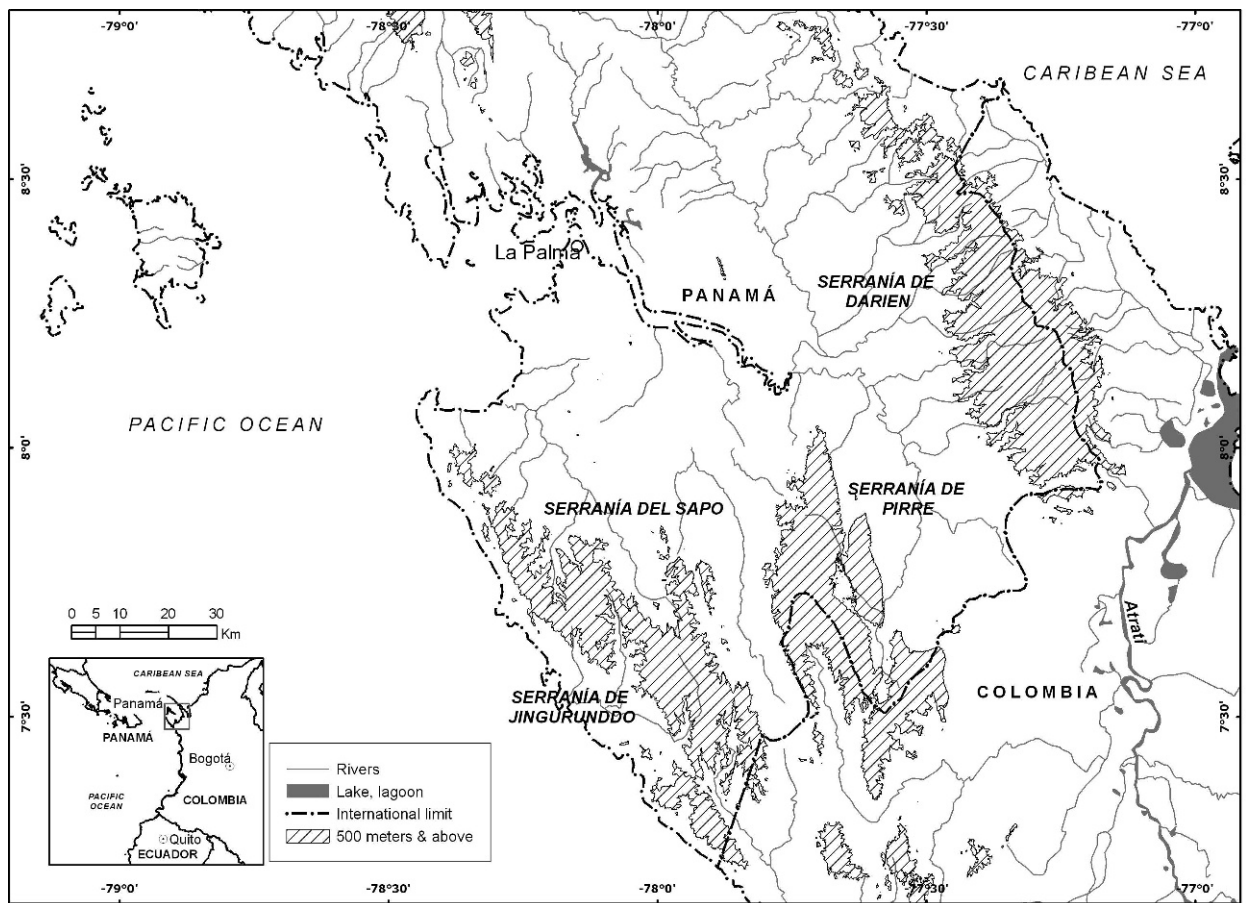 -79°0'
-78°30'
-78°0'
-77°30'
-77°0'
CARIBEAN SEA
8°30'
8°30'
La Palma
PANAMÁ
SERRANÍA DE
DARIEN
PACIFIC OCEAN
8°0'
8°0'
SERRANÍA DEL SAPO
SERRANÍA DE
PIRRE
0 5 10 20 30
Km
Atrati
SERRANÍA DE
JINGURUNDDO
COLOMBIA
7°30'
7°30'
CARIBEAN SEA
Panamá
PANAMÁ
Bogotá
PACIFIC
OCEAN
COLOMBIA
Quito
ECUADOR
Rivers
Lake, lagoon
International limit
500 meters & above
-79°0'
-78°30'
-78°0'
-77°30'
-77°0'